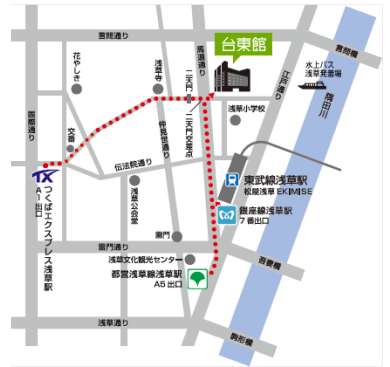 言問通り
花やしき
浅草寺
馬道通り
台東館
江戸通り
言問橋
水上バス
浅草発着場
隅田川
国際通り
交番
二天門
二天門交差点
浅草小学校
仲見世通り
伝法院通り
TX
A1出口
つくばエクスプレス浅草駅
浅草公会堂
東武線浅草駅
松屋浅草 EKIMISE
銀座線浅草駅
7番出口
雷門
雷門通り
浅草文化観光センター
都営浅草線浅草駅
A5出口
吾妻橋
浅草通り
駒形橋